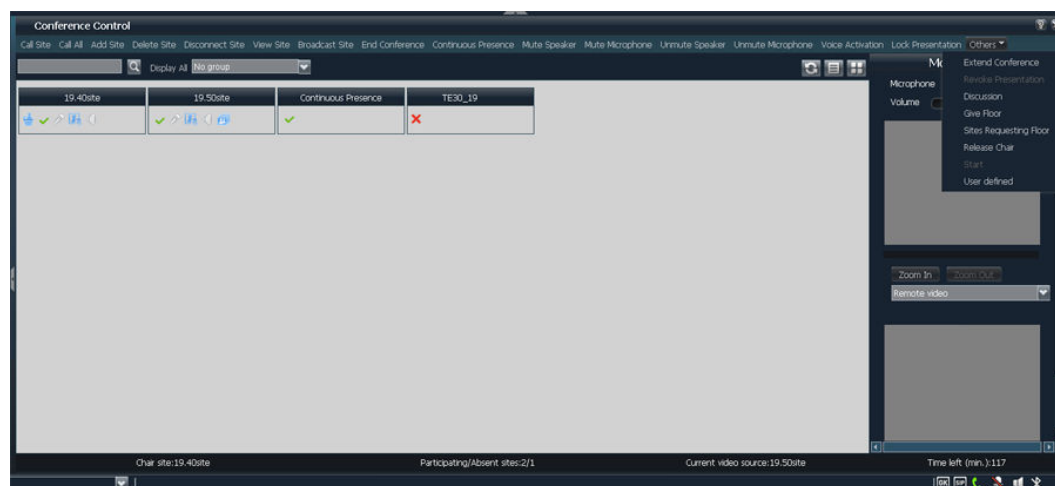 Conference Control
Call Site Call All Add Site Delete Site Disconnect Site View Site Broadcast Site End Conference Continuous Presence Mute Speaker Mute Microphone Unmute Speaker Unmute Microphone Voice Activation Lock Presentation Others
Display All No group
Extend Conference
Revoke Presentation
Discussion
Give Floor
Sites Requesting Floor
Release Chair
Start
User defined
Microphone
Volume
19.40site 19.50site Continuous Presence TE30_19
Zoom In Zoom Out
Remote video
Chair site:19.40site Participating/Absent sites:2/1 Current video source:19.50site Time left (min.):117
GK SIP